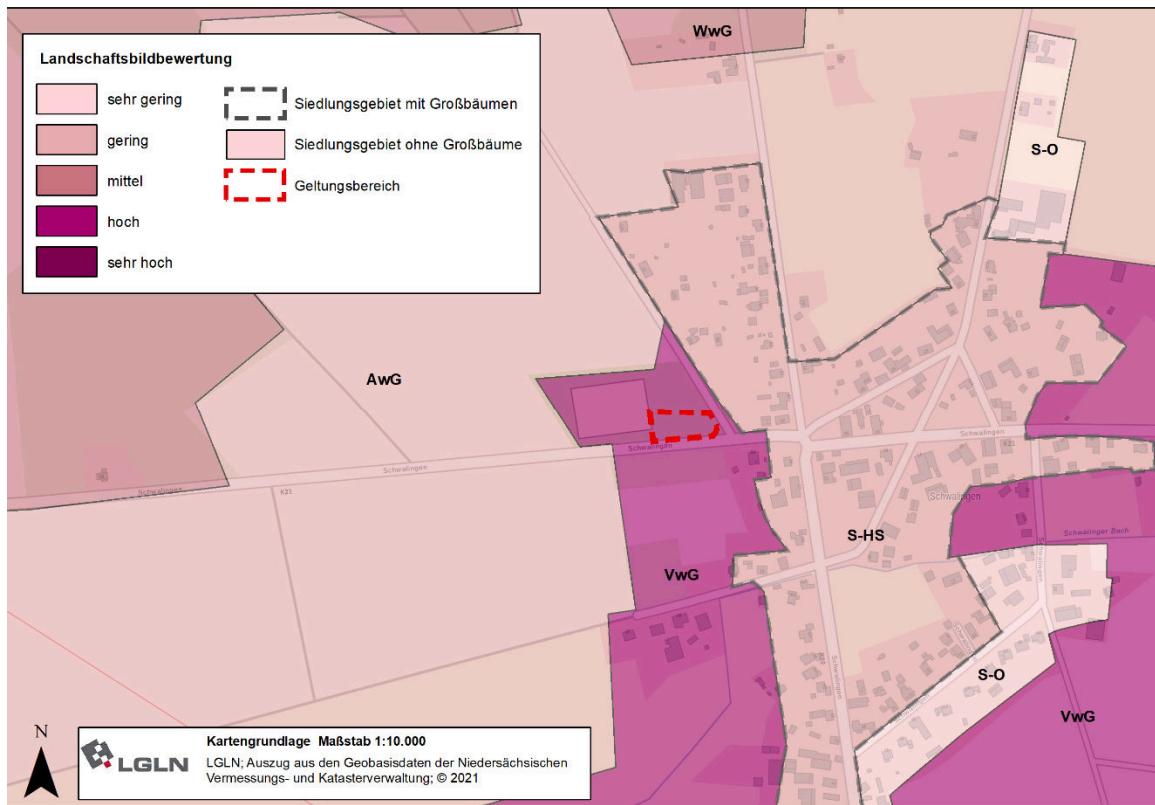 Landschaftsbildbewertung
sehr gering
gering
mittel
hoch
sehr hoch
Siedlungsgebiet mit Großbäumen
Siedlungsgebiet ohne Großbäume
Geltungsbereich
WwG
S-O
AwG
Schwalingen
K21
Schwalingen
Schwalingen
Schwalingen
K21
Schwalingen
S-HS
Schwalinger Bach
Schwalingen
VwG
Schwalingen
Schwalingen
S-O
VwG
N
LGLN
Kartengrundlage Maßstab 1:10.000
LGLN; Auszug aus den Geobasisdaten der Niedersächsischen
Vermessungs- und Katasterverwaltung; © 2021